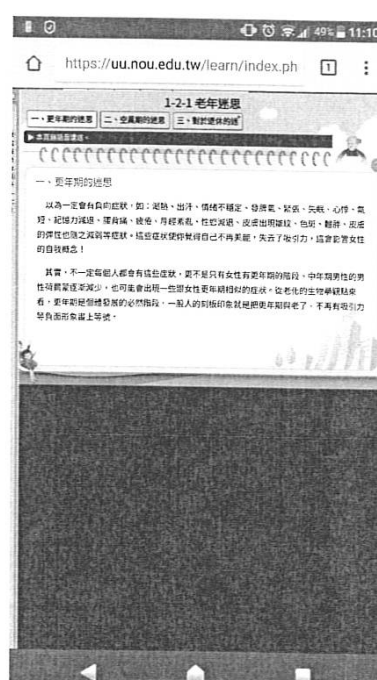 49% 11:10
https://uu.nou.edu.tw/learn/index.ph
1
1-2-1 老年迷思
一、更年期的迷思 二、空巢期的迷思 三、對於退休的迷
一、更年期的迷思
以為一定會有負向症狀，如：潮熱、出汗、情緒不穩定、發脾氣、緊張、失眠、心悸、氣
短、記憶力減退、腰背痛、疲倦、月經紊亂、性慾減退、皮膚出現皺紋、色斑、鬆弛，皮膚
的彈性也隨之減弱等症狀。這些症狀使你覺得自己不再美麗，失去了吸引力，這會影響女性
的自我概念！
其實，不一定每個人都會有這些症狀，更不是只有女性有更年期的階段，中年期男性的男
性荷爾蒙逐漸減少，也可能會出現一些跟女性更年期相似的症狀。從老化的生物學觀點來
看，更年期是個體發展的必然階段，一般人的刻板印象就是把更年期與老了、不再有吸引力
等負面形象畫上等號。